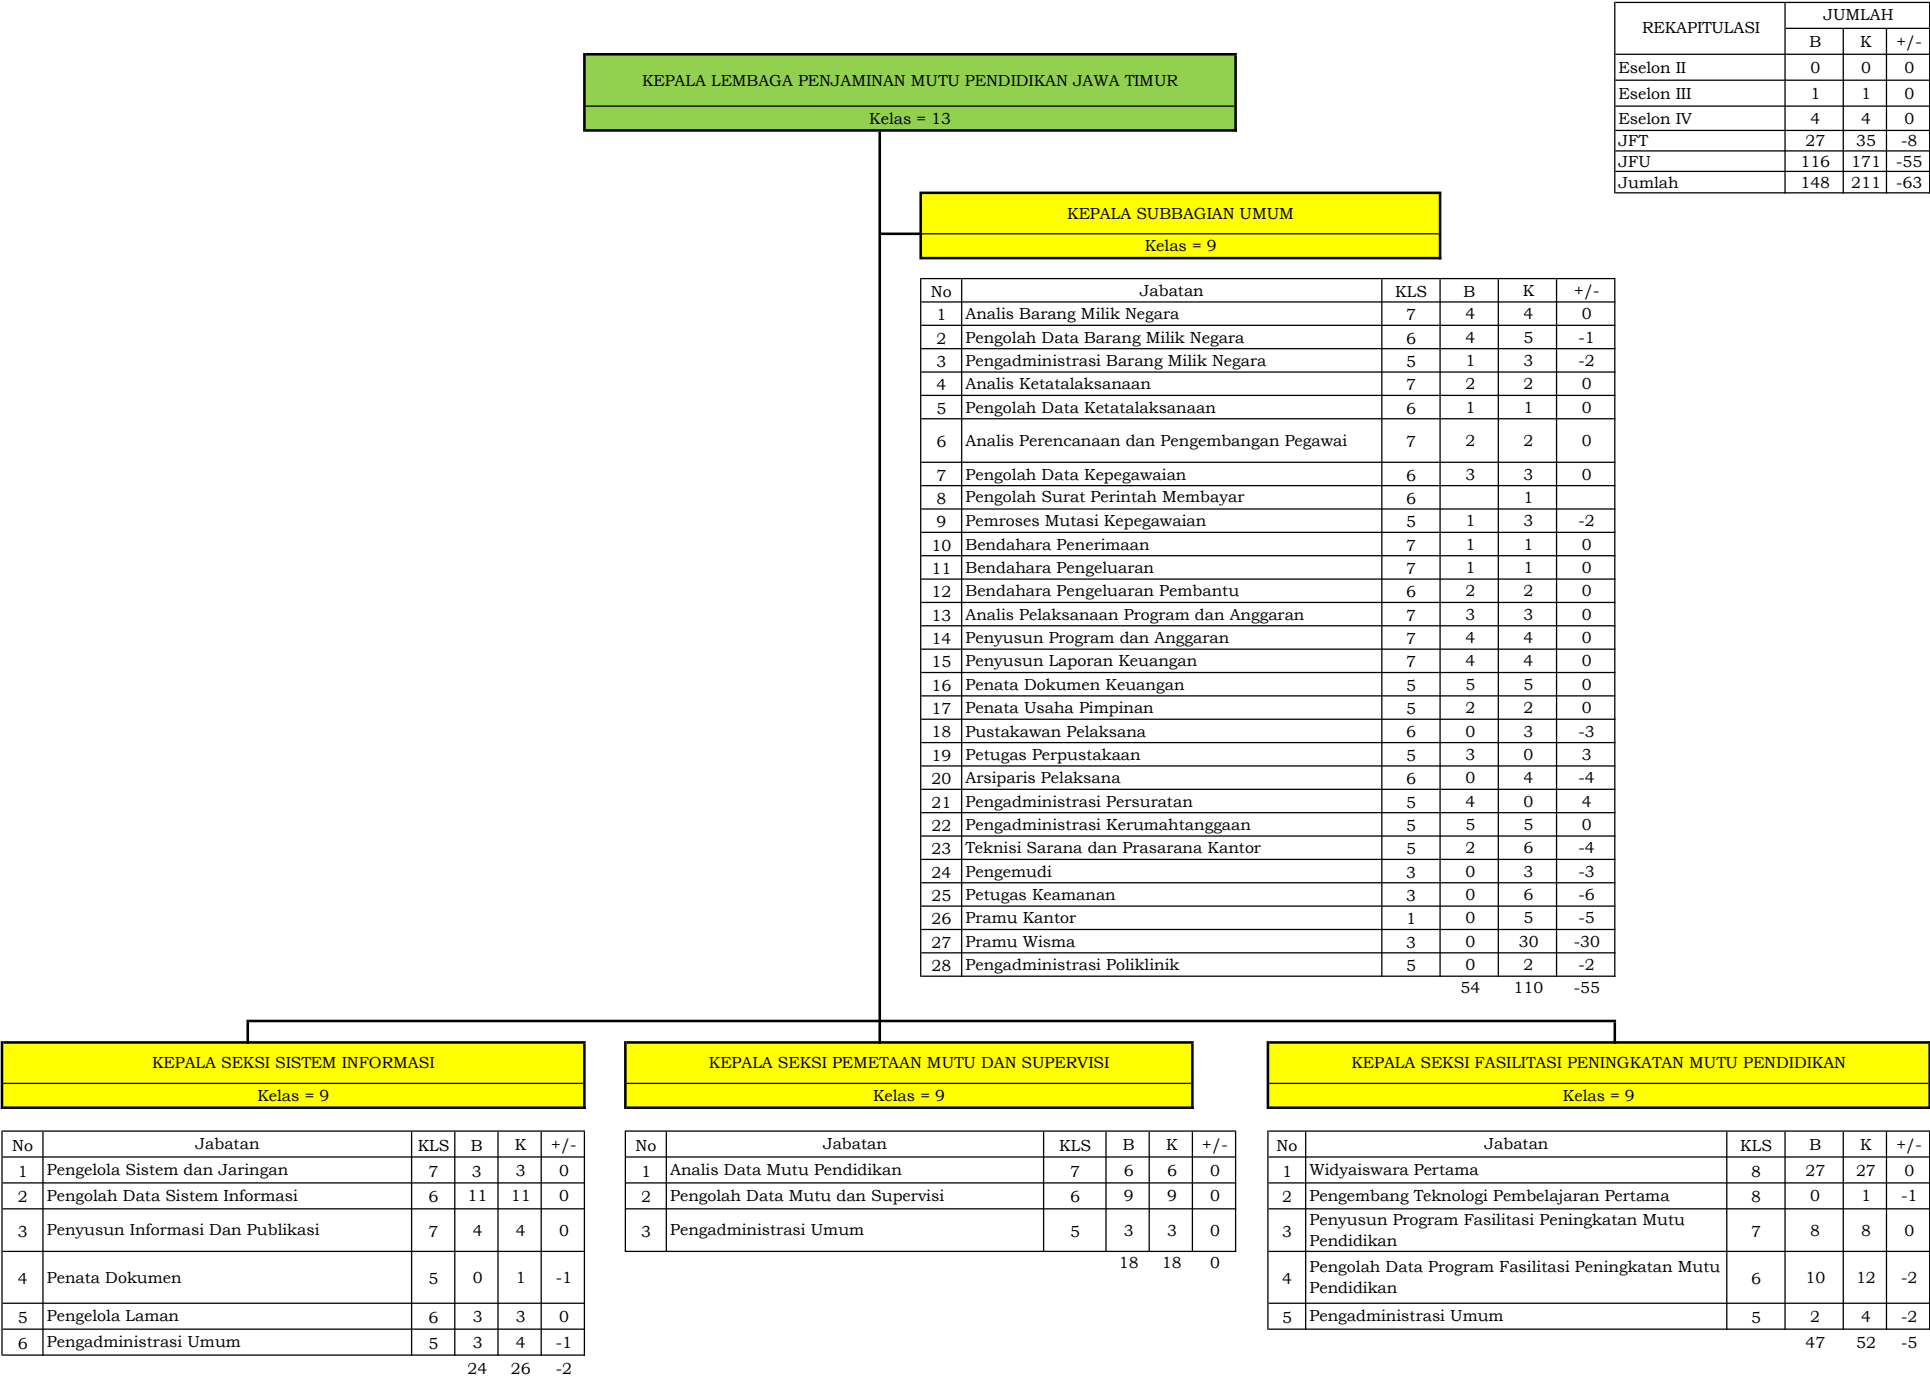 REKAPITULASI JUMLAH
B K +/-
Eselon II 0 0 0
Eselon III 1 1 0
Eselon IV 4 4 0
JFT 27 35 -8
JFU 116 171 -55
Jumlah 148 211 -63
KEPALA LEMBAGA PENJAMINAN MUTU PENDIDIKAN JAWA TIMUR
Kelas = 13
KEPALA SUBBAGIAN UMUM
Kelas = 9
No Jabatan KLS B K +/-
1 Analis Barang Milik Negara 7 4 4 0
2 Pengolah Data Barang Milik Negara 6 4 5 -1
3 Pengadministrasi Barang Milik Negara 5 1 3 -2
4 Analis Ketatalaksanaan 7 2 2 0
5 Pengolah Data Ketatalaksanaan 6 1 1 0
6 Analis Perencanaan dan Pengembangan Pegawai 7 2 2 0
7 Pengolah Data Kepegawaian 6 3 3 0
8 Pengolah Surat Perintah Membayar 6 1
9 Pemroses Mutasi Kepegawaian 5 1 3 -2
10 Bendahara Penerimaan 7 1 1 0
11 Bendahara Pengeluaran 7 1 1 0
12 Bendahara Pengeluaran Pembantu 6 2 2 0
13 Analis Pelaksanaan Program dan Anggaran 7 3 3 0
14 Penyusun Program dan Anggaran 7 4 4 0
15 Penyusun Laporan Keuangan 7 4 4 0
16 Penata Dokumen Keuangan 5 5 5 0
17 Penata Usaha Pimpinan 5 2 2 0
18 Pustakawan Pelaksana 6 0 3 -3
19 Petugas Perpustakaan 5 3 0 3
20 Arsiparis Pelaksana 6 0 4 -4
21 Pengadministrasi Persuratan 5 4 0 4
22 Pengadministrasi Kerumahtanggaan 5 5 5 0
23 Teknisi Sarana dan Prasarana Kantor 5 2 6 -4
24 Pengemudi 3 0 3 -3
25 Petugas Keamanan 3 0 6 -6
26 Pramu Kantor 1 0 5 -5
27 Pramu Wisma 3 0 30 -30
28 Pengadministrasi Poliklinik 5 0 2 -2
54 110 -55
KEPALA SEKSI SISTEM INFORMASI
Kelas = 9
No Jabatan KLS B K +/-
1 Pengelola Sistem dan Jaringan 7 3 3 0
2 Pengolah Data Sistem Informasi 6 11 11 0
3 Penyusun Informasi Dan Publikasi 7 4 4 0
4 Penata Dokumen 5 0 1 -1
5 Pengelola Laman 6 3 3 0
6 Pengadministrasi Umum 5 3 4 -1
24 26 -2
KEPALA SEKSI PEMETAAN MUTU DAN SUPERVISI
Kelas = 9
No Jabatan KLS B K +/-
1 Analis Data Mutu Pendidikan 7 6 6 0
2 Pengolah Data Mutu dan Supervisi 6 9 9 0
3 Pengadministrasi Umum 5 3 3 0
18 18 0
KEPALA SEKSI FASILITASI PENINGKATAN MUTU PENDIDIKAN
Kelas = 9
No Jabatan KLS B K +/-
1 Widyaiswara Pertama 8 27 27 0
2 Pengembang Teknologi Pembelajaran Pertama 8 0 1 -1
3 Penyusun Program Fasilitasi Peningkatan Mutu
Pendidikan 7 8 8 0
4 Pengolah Data Program Fasilitasi Peningkatan Mutu
Pendidikan 6 10 12 -2
5 Pengadministrasi Umum 5 2 4 -2
47 52 -5